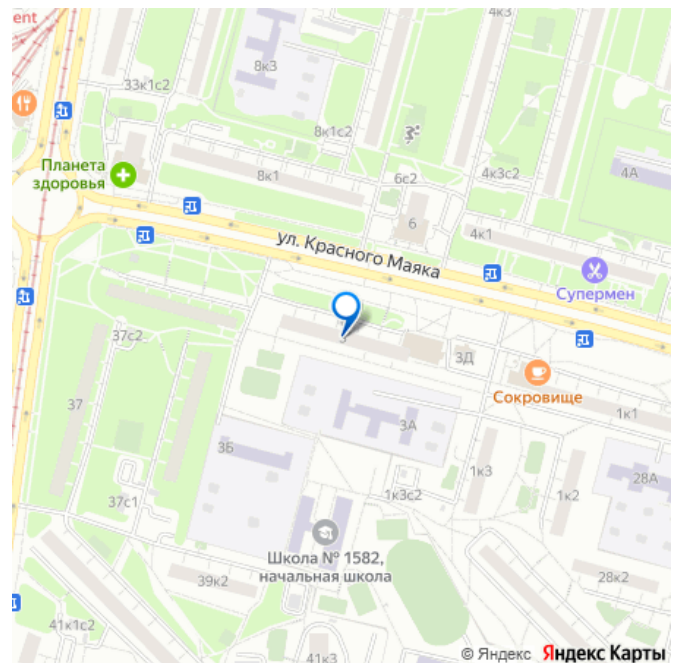 ent
4к3
8к3
33к1с2
8к1с2
Планета
здоровья
8к1
6с2
4к3с2
4А
6
4к1
ул. Красного Маяка
Супермен
37с2
3Д
Сокровище
37
1к1
3А
3Б
1к3
28А
37с1
1к3с2
1к2
Школа № 1582,
начальная школа
39к2
28к2
41к1с2
41к3
© Яндекс Яндекс Карты